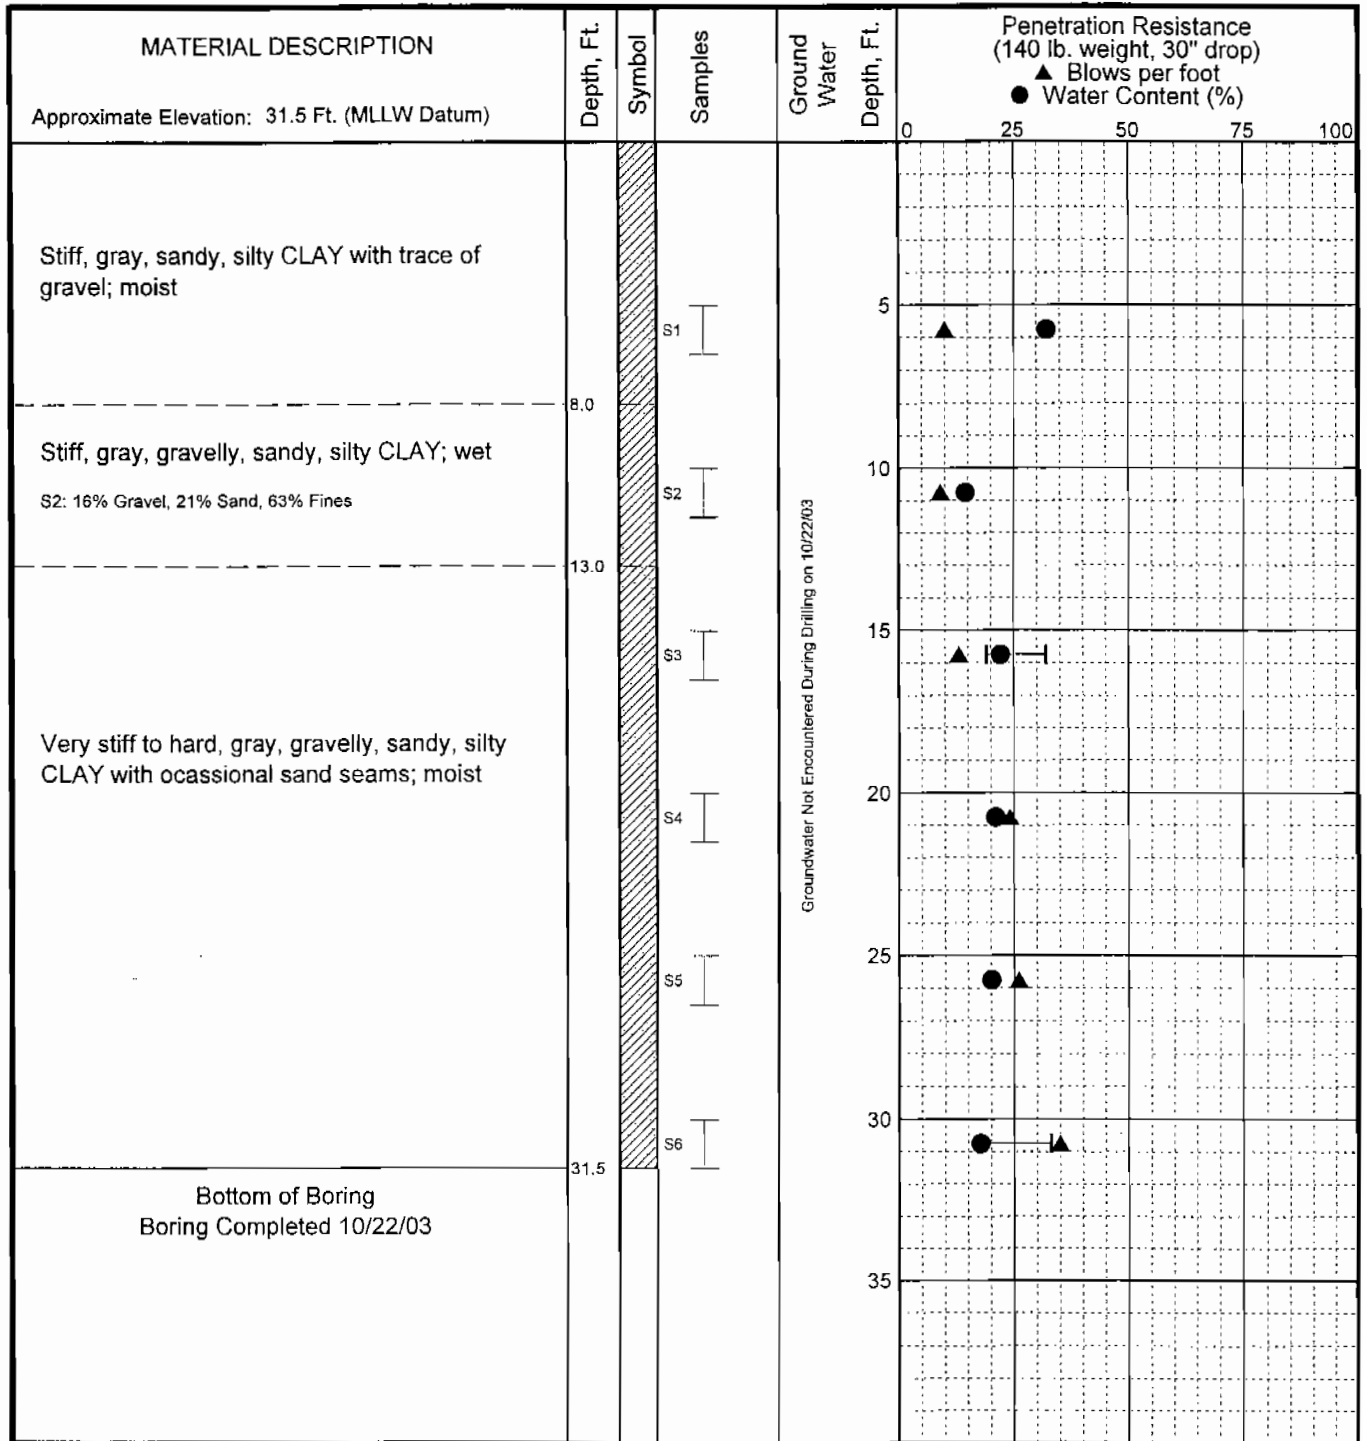 MATERIAL DESCRIPTION
Approximate Elevation: 31.5 Ft. (MLLW Datum)
Depth, Ft.
Symbol
Samples
Ground
Water
Depth, Ft.
Penetration Resistance
(140 lb. weight, 30" drop)
▲ Blows per foot
● Water Content (%)
0 25 50 75 100
Stiff, gray, sandy, silty CLAY with trace of
gravel; moist
5
S1
8.0
Stiff, gray, gravelly, sandy, silty CLAY; wet
S2: 16% Gravel, 21% Sand, 63% Fines
10
S2
13.0
Groundwater Not Encountered During Drilling on 10/22/03
15
S3
Very stiff to hard, gray, gravelly, sandy, silty
CLAY with ocassional sand seams; moist
20
S4
25
S5
30
S6
31.5
Bottom of Boring
Boring Completed 10/22/03
35